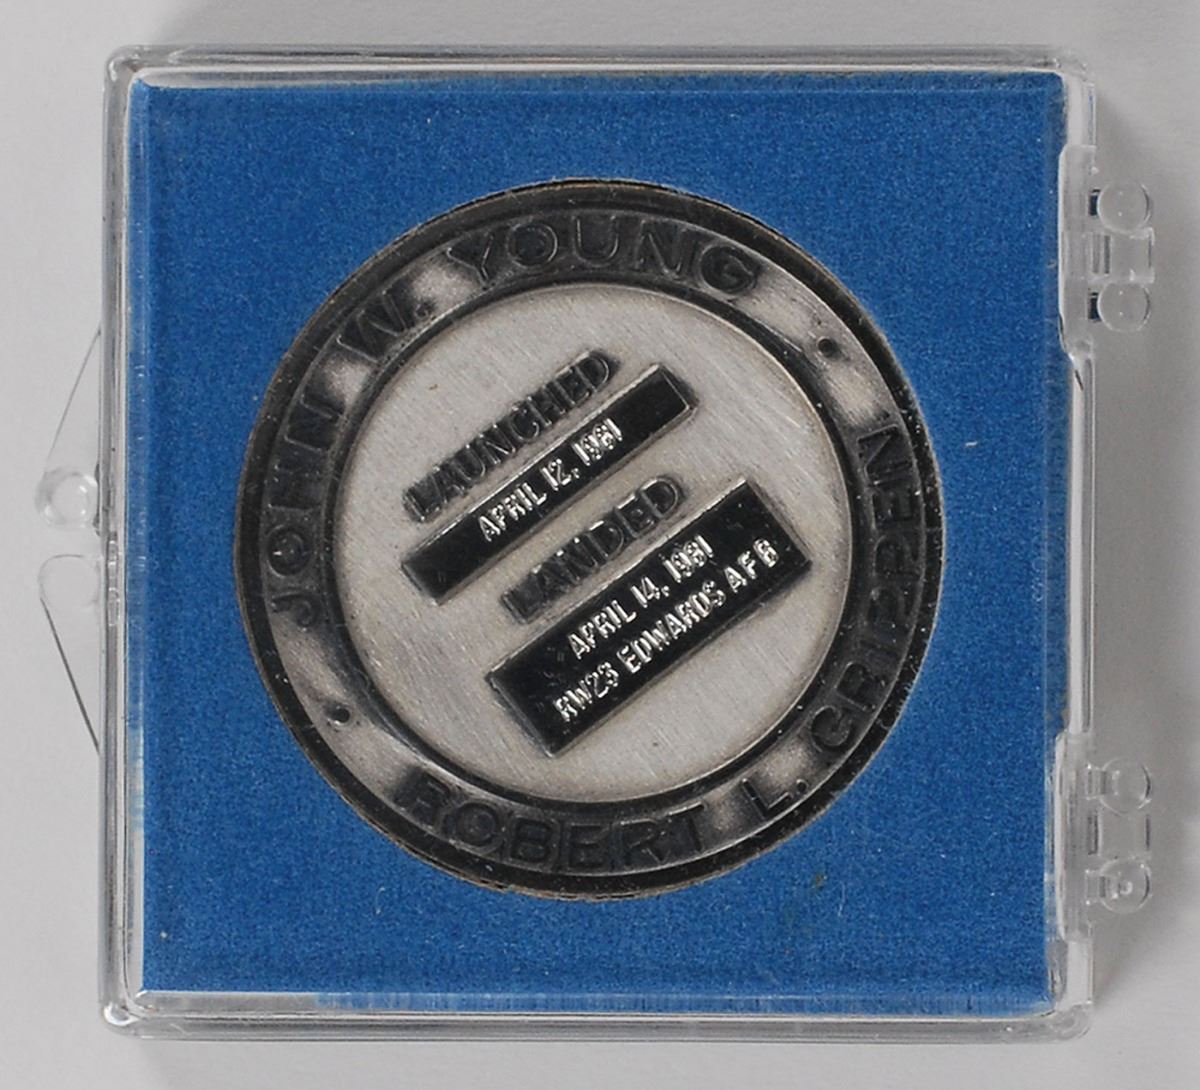 JOHN W. YOUNG
LAUNCHED
APRIL 12, 1981
LANDED
APRIL 14, 1981
RW23 EDWARDS AFB
ROBERT L. CRIPPEN